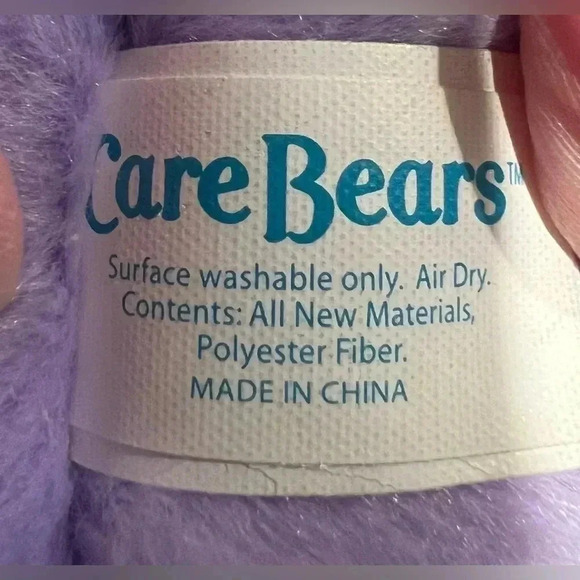 Care Bears™
Surface washable only. Air Dry.
Contents: All New Materials,
Polyester Fiber.
MADE IN CHINA